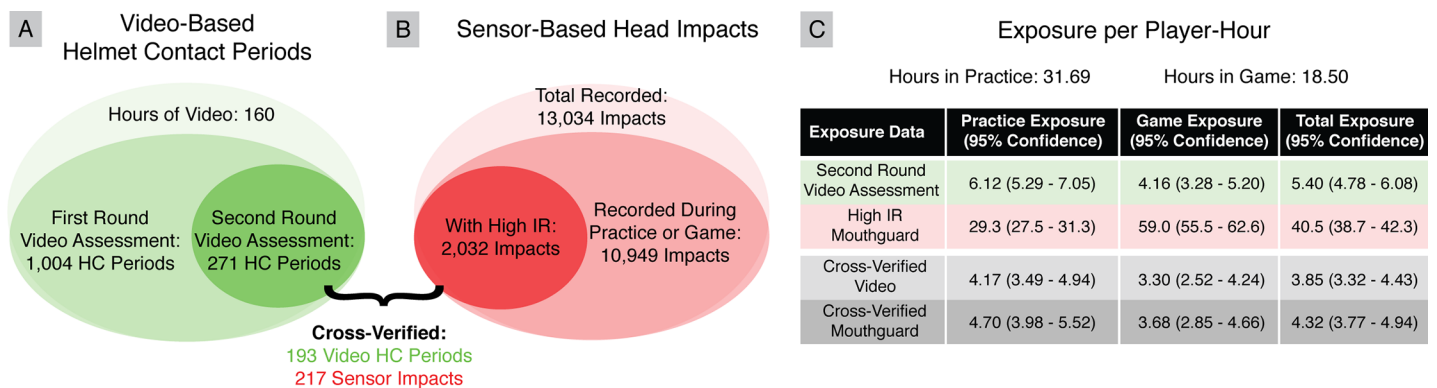 A
Video-Based
Helmet Contact Periods
Hours of Video: 160
First Round
Video Assessment:
1,004 HC Periods
Second Round
Video Assessment:
271 HC Periods
B
Sensor-Based Head Impacts
Total Recorded:
13,034 Impacts
With High IR:
2,032 Impacts
Recorded During
Practice or Game:
10,949 Impacts
Cross-Verified:
193 Video HC Periods
217 Sensor Impacts
C
Exposure per Player-Hour
Hours in Practice: 31.69 Hours in Game: 18.50
Exposure Data
Practice Exposure
(95% Confidence)
Game Exposure
(95% Confidence)
Total Exposure
(95% Confidence)
Second Round
Video Assessment
6.12 (5.29 - 7.05) 4.16 (3.28 - 5.20) 5.40 (4.78 - 6.08)
High IR
Mouthguard
29.3 (27.5 - 31.3) 59.0 (55.5 - 62.6) 40.5 (38.7 - 42.3)
Cross-Verified
Video
4.17 (3.49 - 4.94) 3.30 (2.52 - 4.24) 3.85 (3.32 - 4.43)
Cross-Verified
Mouthguard
4.70 (3.98 - 5.52) 3.68 (2.85 - 4.66) 4.32 (3.77 - 4.94)